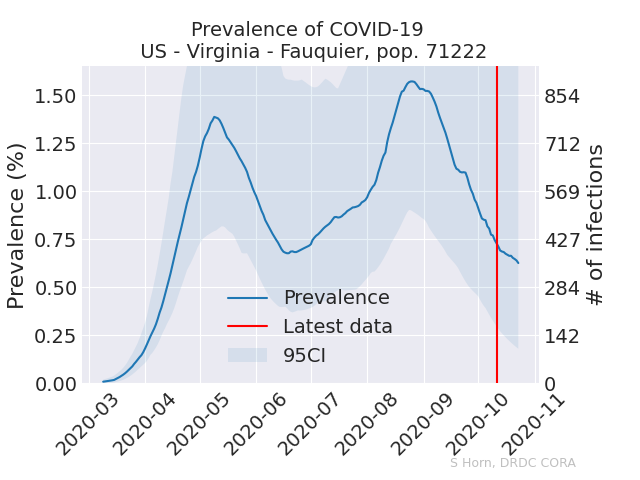 Prevalence of COVID-19
US - Virginia - Fauquier, pop. 71222
Prevalence (%)
1.50
1.25
1.00
0.75
0.50
0.25
0.00
854
712
569
427
284
142
0
# of infections
Prevalence
Latest data
95CI
2020-03
2020-04
2020-05
2020-06
2020-07
2020-08
2020-09
2020-10
2020-11
S Horn, DRDC CORA